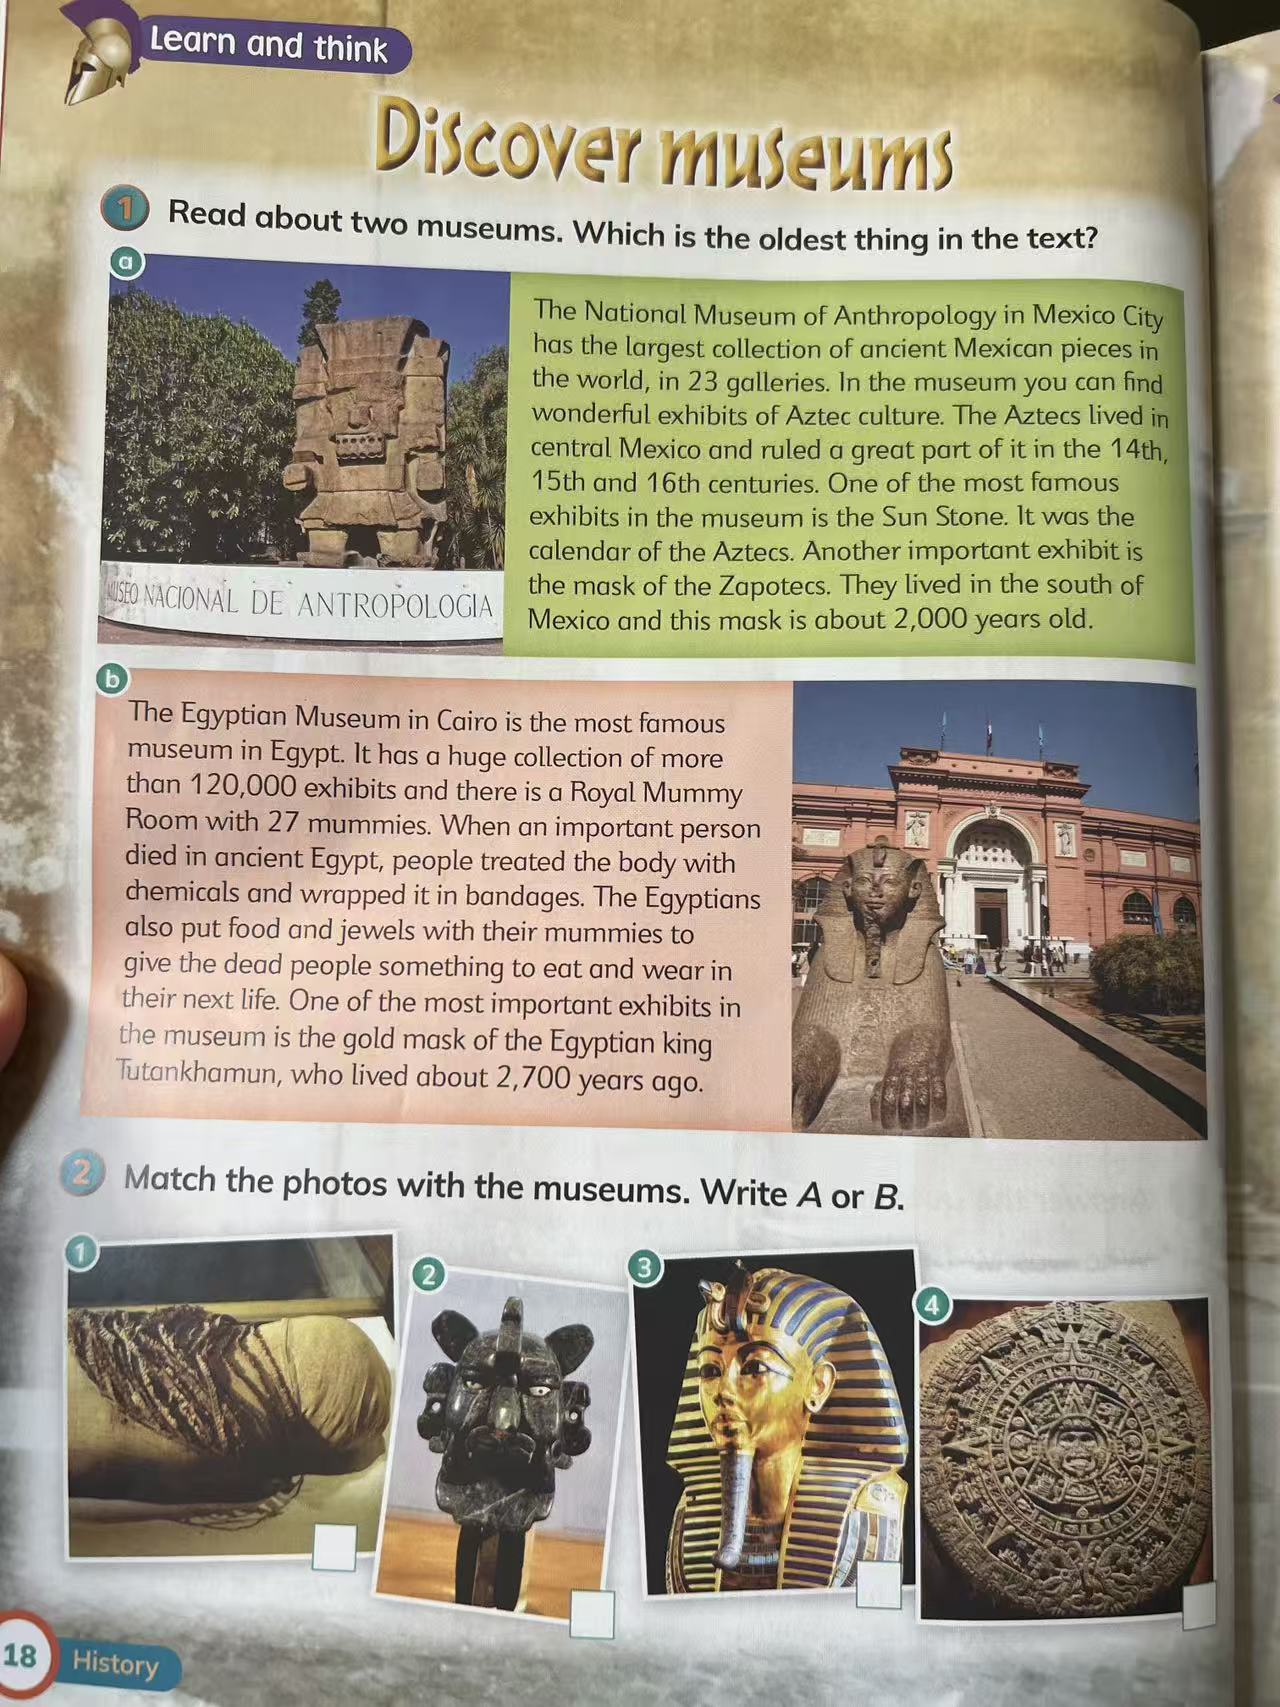 Learn and think
Discover museums
1 Read about two museums. Which is the oldest thing in the text?
a
The National Museum of Anthropology in Mexico City
has the largest collection of ancient Mexican pieces in
the world, in 23 galleries. In the museum you can find
wonderful exhibits of Aztec culture. The Aztecs lived in
central Mexico and ruled a great part of it in the 14th,
15th and 16th centuries. One of the most famous
exhibits in the museum is the Sun Stone. It was the
calendar of the Aztecs. Another important exhibit is
the mask of the Zapotecs. They lived in the south of
Mexico and this mask is about 2,000 years old.
MUSEO NACIONAL DE ANTROPOLOGIA
b
The Egyptian Museum in Cairo is the most famous
museum in Egypt. It has a huge collection of more
than 120,000 exhibits and there is a Royal Mummy
Room with 27 mummies. When an important person
died in ancient Egypt, people treated the body with
chemicals and wrapped it in bandages. The Egyptians
also put food and jewels with their mummies to
give the dead people something to eat and wear in
their next life. One of the most important exhibits in
the museum is the gold mask of the Egyptian king
Tutankhamun, who lived about 2,700 years ago.
2 Match the photos with the museums. Write A or B.
1
2
3
4
18 History